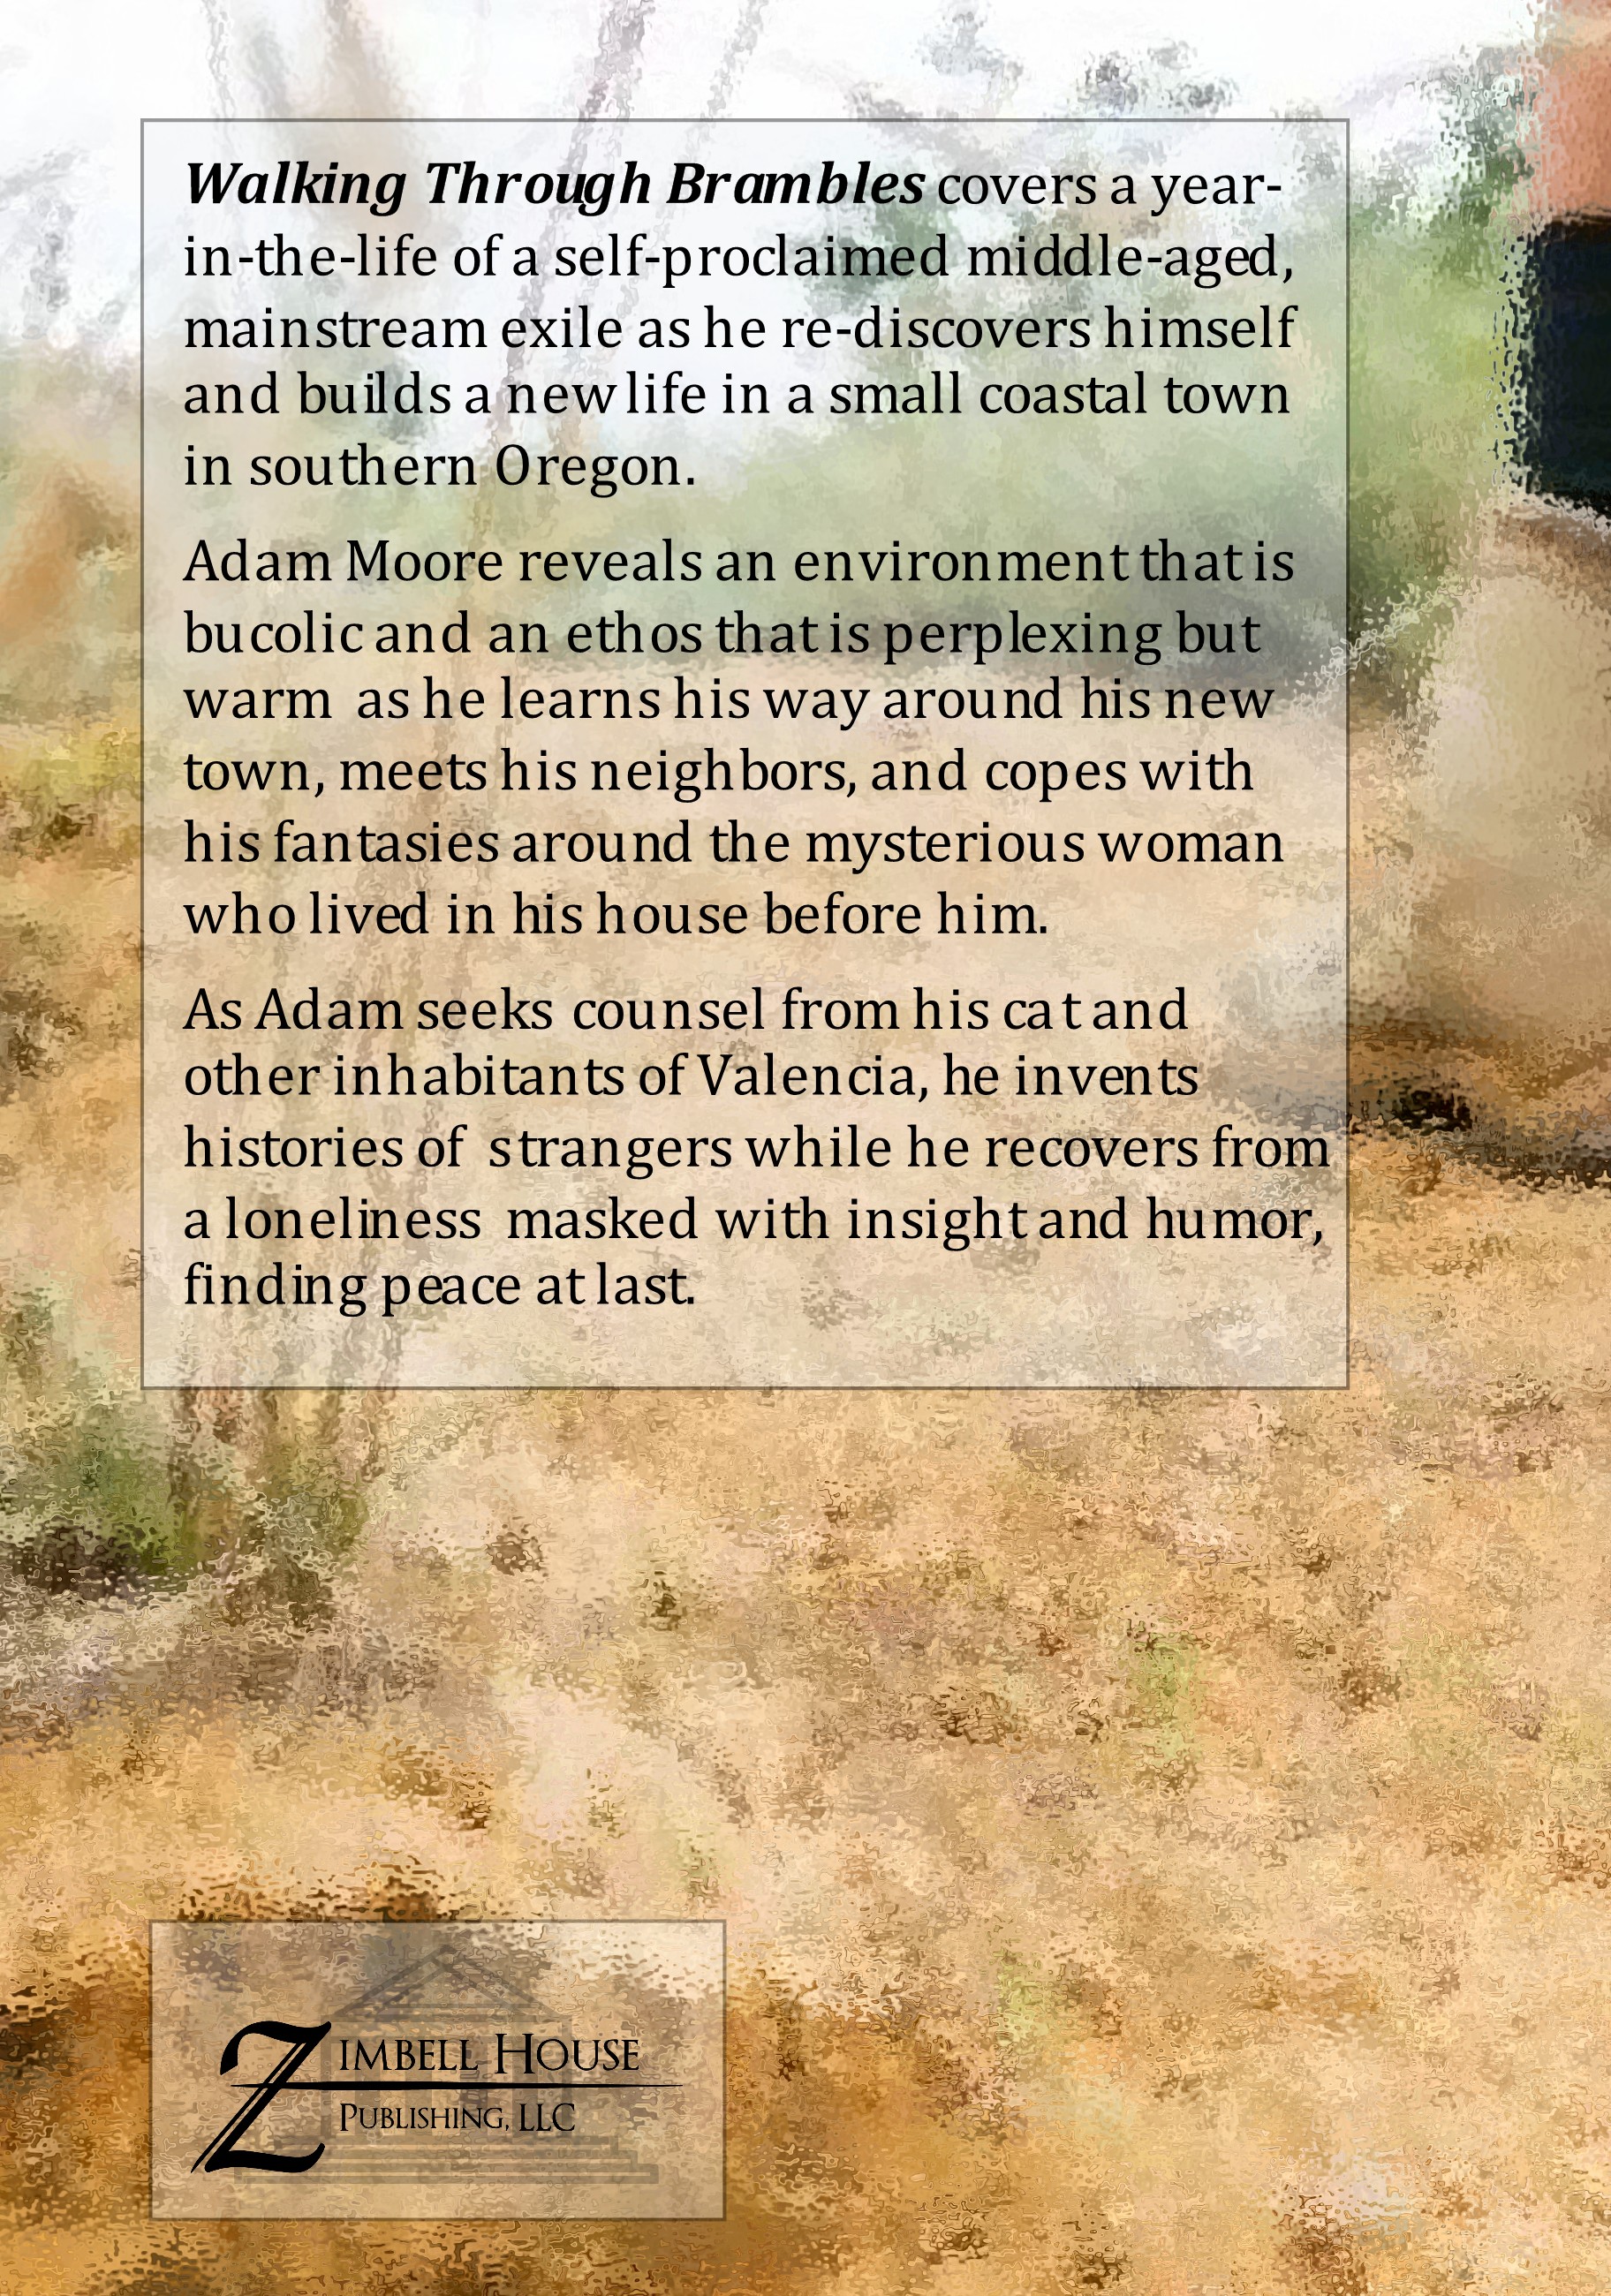 Walking Through Brambles covers a year-
in-the-life of a self-proclaimed middle-aged,
mainstream exile as he re-discovers himself
and builds a new life in a small coastal town
in southern Oregon.
Adam Moore reveals an environment that is
bucolic and an ethos that is perplexing but
warm as he learns his way around his new
town, meets his neighbors, and copes with
his fantasies around the mysterious woman
who lived in his house before him.
As Adam seeks counsel from his cat and
other inhabitants of Valencia, he invents
histories of strangers while he recovers from
a loneliness masked with insight and humor,
finding peace at last.
Zimbell House
Publishing, LLC